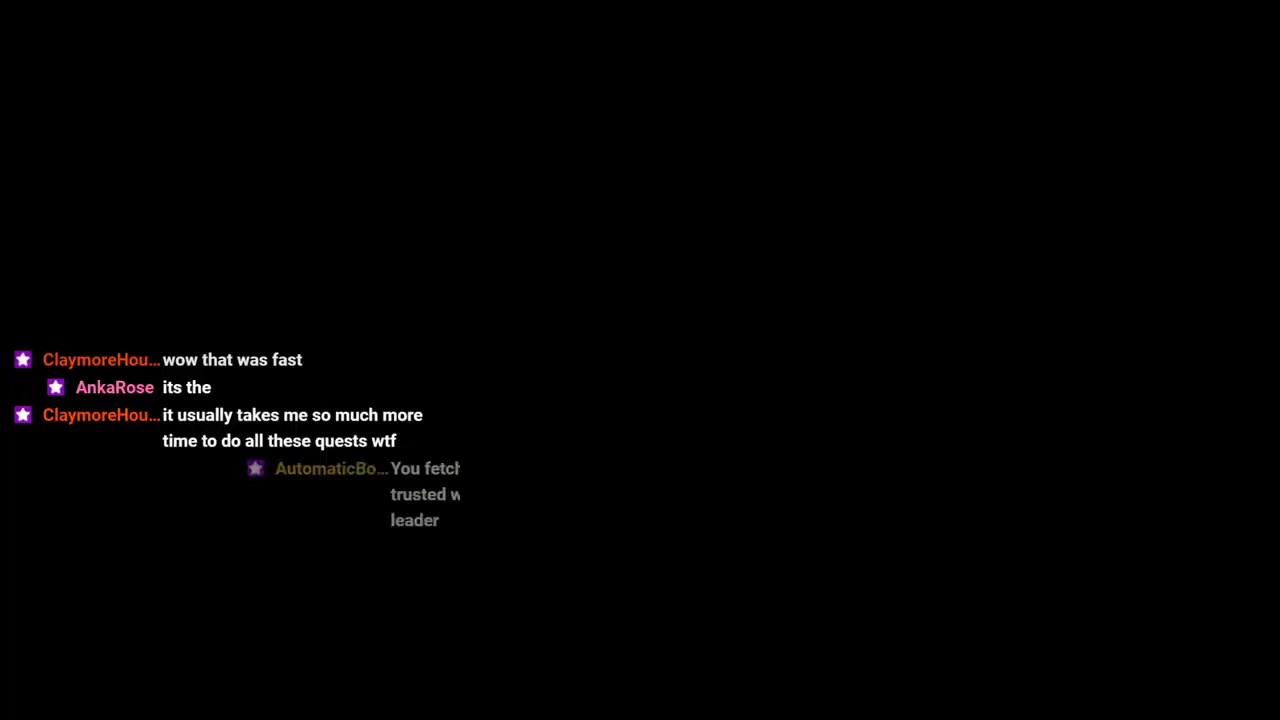 ClaymoreHou... wow that was fast
AnkaRose its the
ClaymoreHou... it usually takes me so much more
time to do all these quests wtf
AutomaticBo... You fetch
trusted w
leader